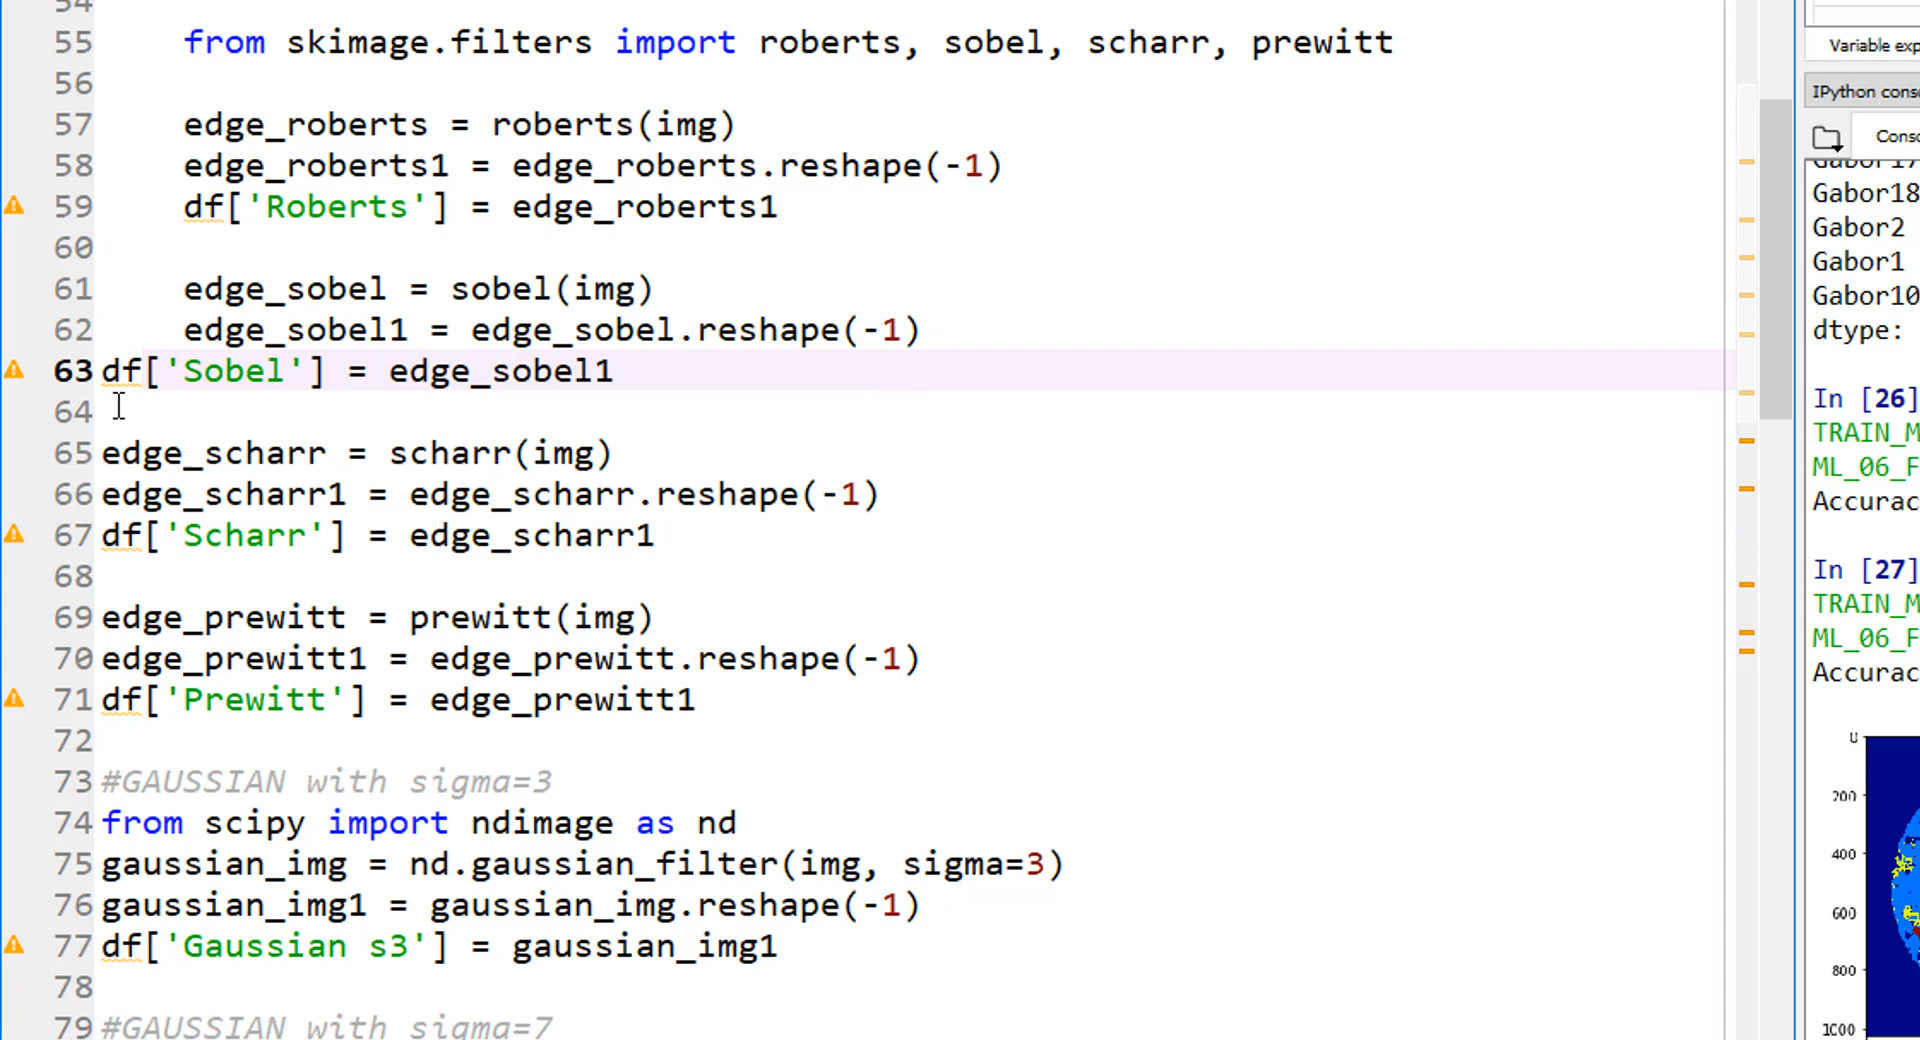 54
55 from skimage.filters import roberts, sobel, scharr, prewitt
56
57 edge_roberts = roberts(img)
58 edge_roberts1 = edge_roberts.reshape(-1)
59 df['Roberts'] = edge_roberts1
60
61 edge_sobel = sobel(img)
62 edge_sobel1 = edge_sobel.reshape(-1)
63 df['Sobel'] = edge_sobel1
64
65 edge_scharr = scharr(img)
66 edge_scharr1 = edge_scharr.reshape(-1)
67 df['Scharr'] = edge_scharr1
68
69 edge_prewitt = prewitt(img)
70 edge_prewitt1 = edge_prewitt.reshape(-1)
71 df['Prewitt'] = edge_prewitt1
72
73 #GAUSSIAN with sigma=3
74 from scipy import ndimage as nd
75 gaussian_img = nd.gaussian_filter(img, sigma=3)
76 gaussian_img1 = gaussian_img.reshape(-1)
77 df['Gaussian s3'] = gaussian_img1
78
79 #GAUSSIAN with sigma=7
Variable exp
IPython conso
Conso
Gabor17
Gabor18
Gabor2
Gabor1
Gabor10
dtype:
In [26]
TRAIN_M
ML_06_F
Accurac
In [27]
TRAIN_M
ML_06_F
Accurac
200
400
600
800
1000